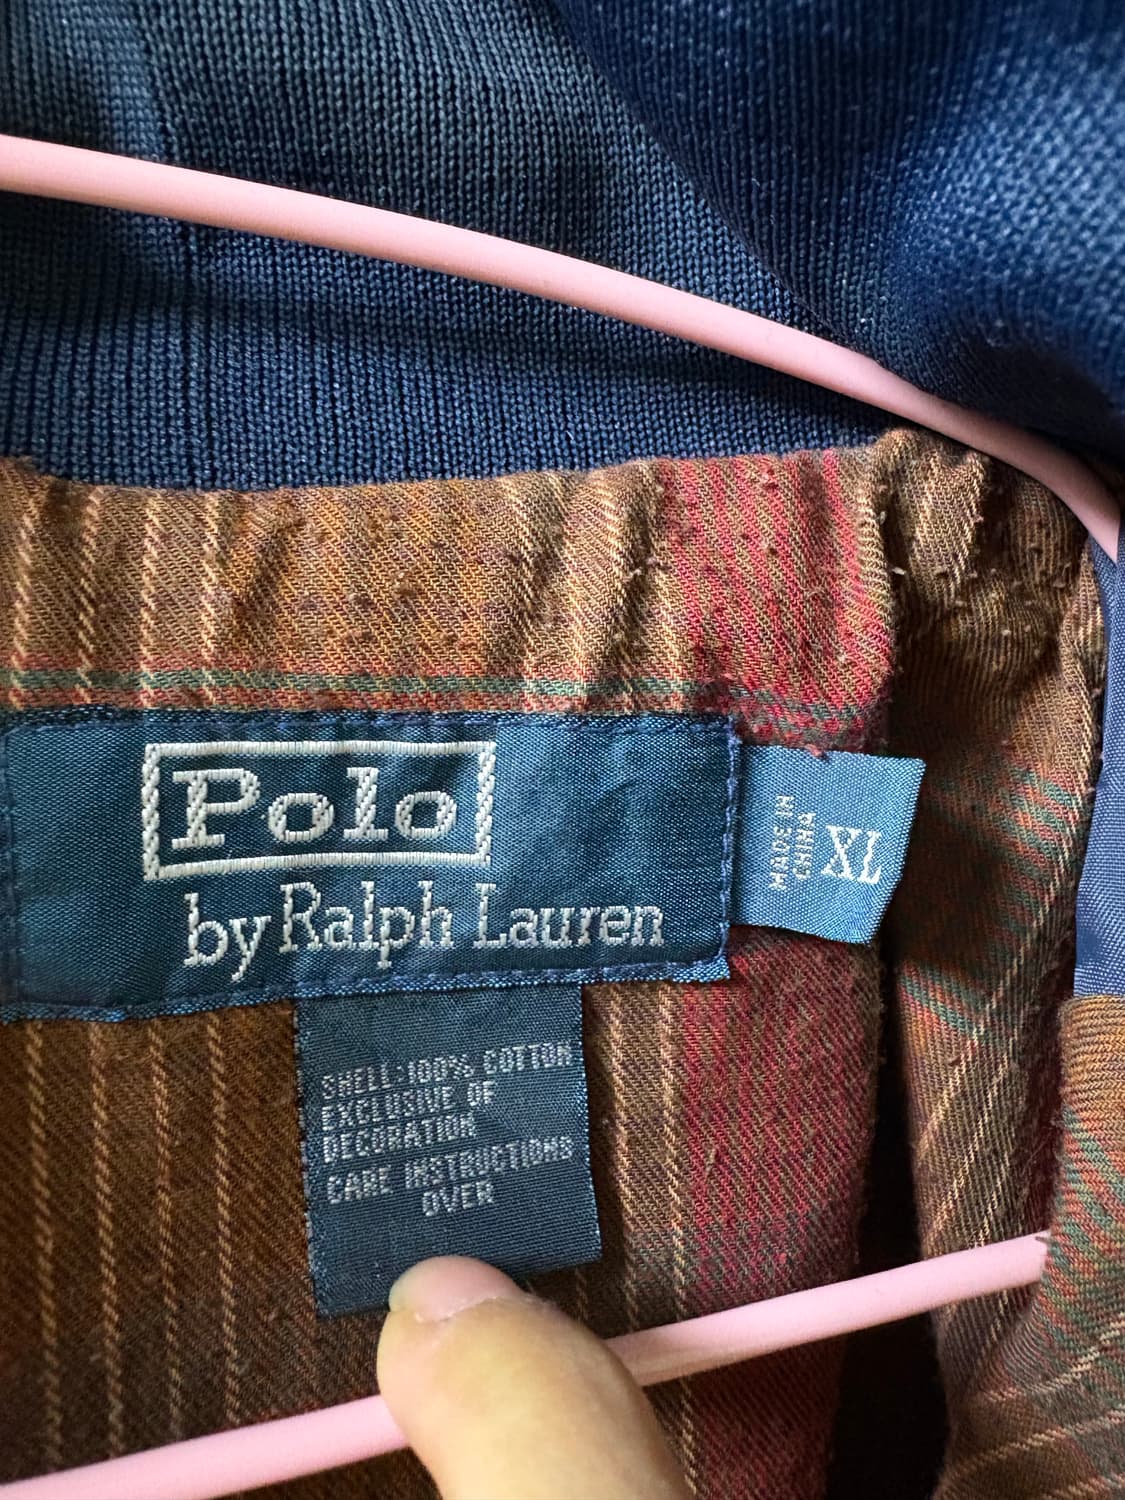 Polo
by Ralph Lauren
MADE IN
CHINA
XL
SHELL:100% COTTON
EXCLUSIVE OF
DECORATION
CARE INSTRUCTIONS
OVER